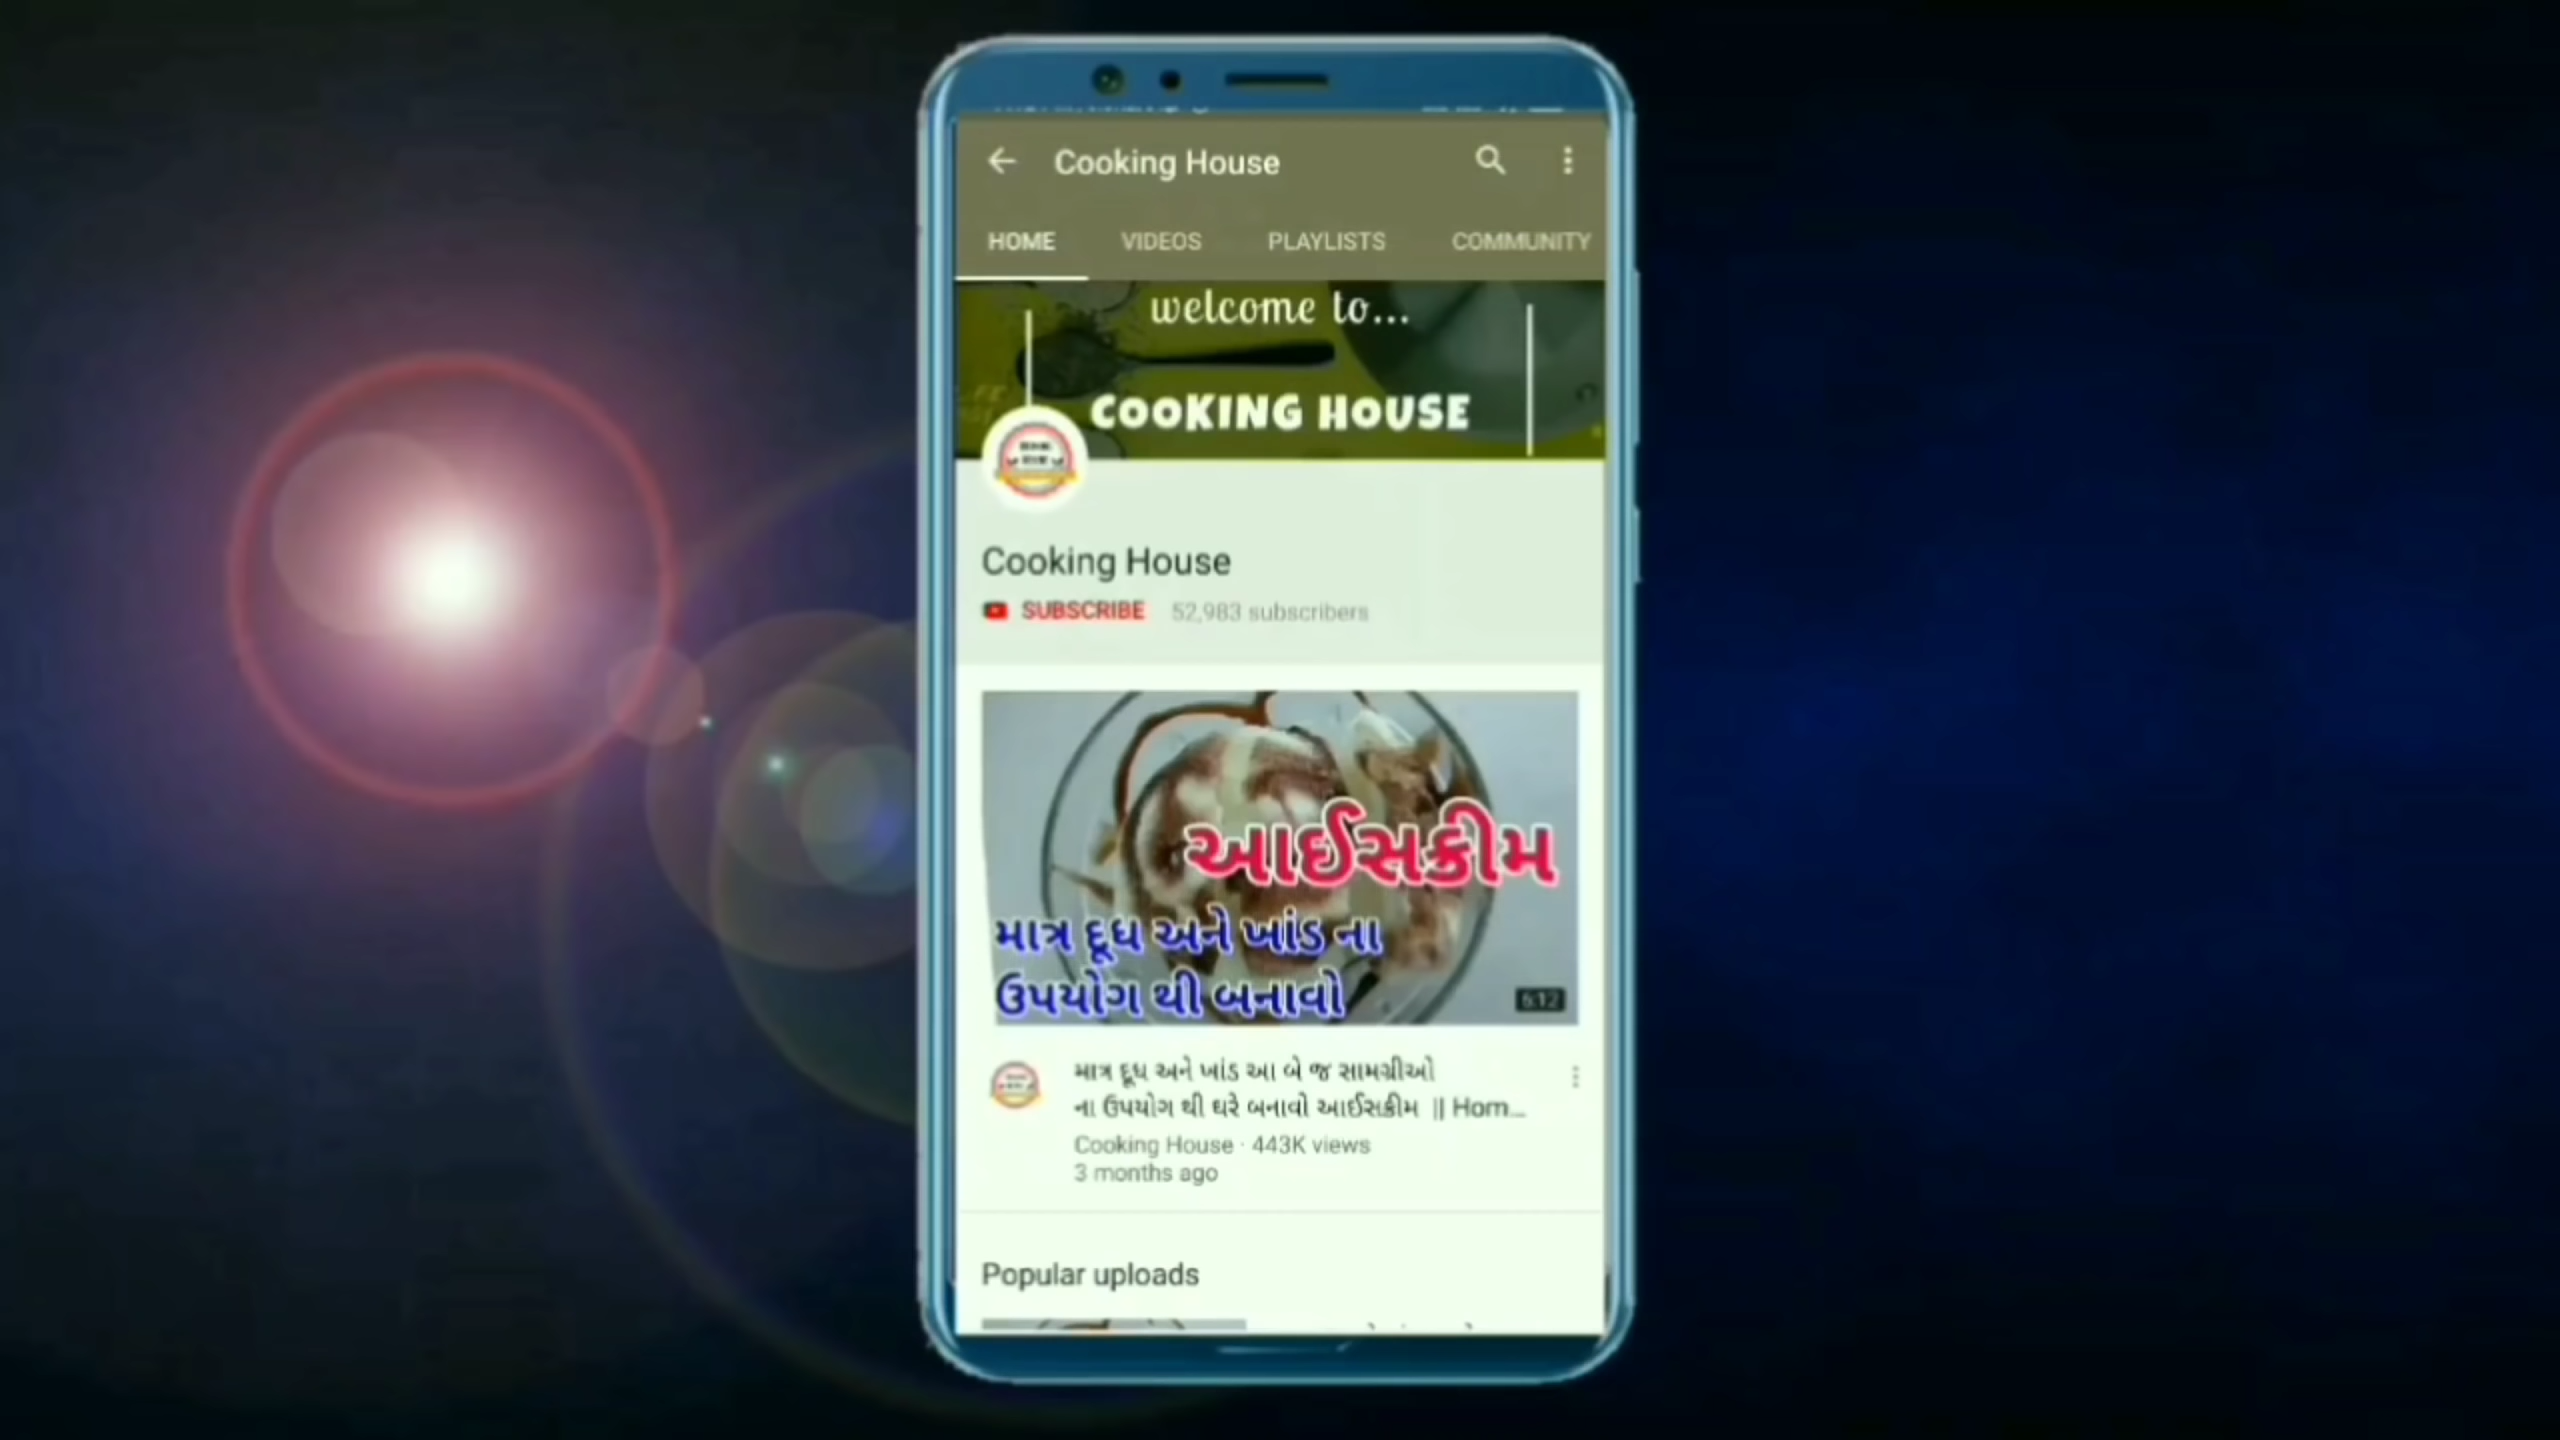 Cooking House
HOME VIDEOS PLAYLISTS COMMUNITY
welcome to...
COOKING HOUSE
Cooking House
SUBSCRIBE 52,983 subscribers
આઈસક્રીમ
માત્ર દૂધ અને ખાંડ ના
ઉપયોગ થી બનાવો
6:12
માત્ર દૂધ અને ખાંડ આ બે જ સામગ્રીઓ
ના ઉપયોગ થી ઘરે બનાવો આઈસક્રીમ || Hom...
Cooking House · 443K views
3 months ago
Popular uploads